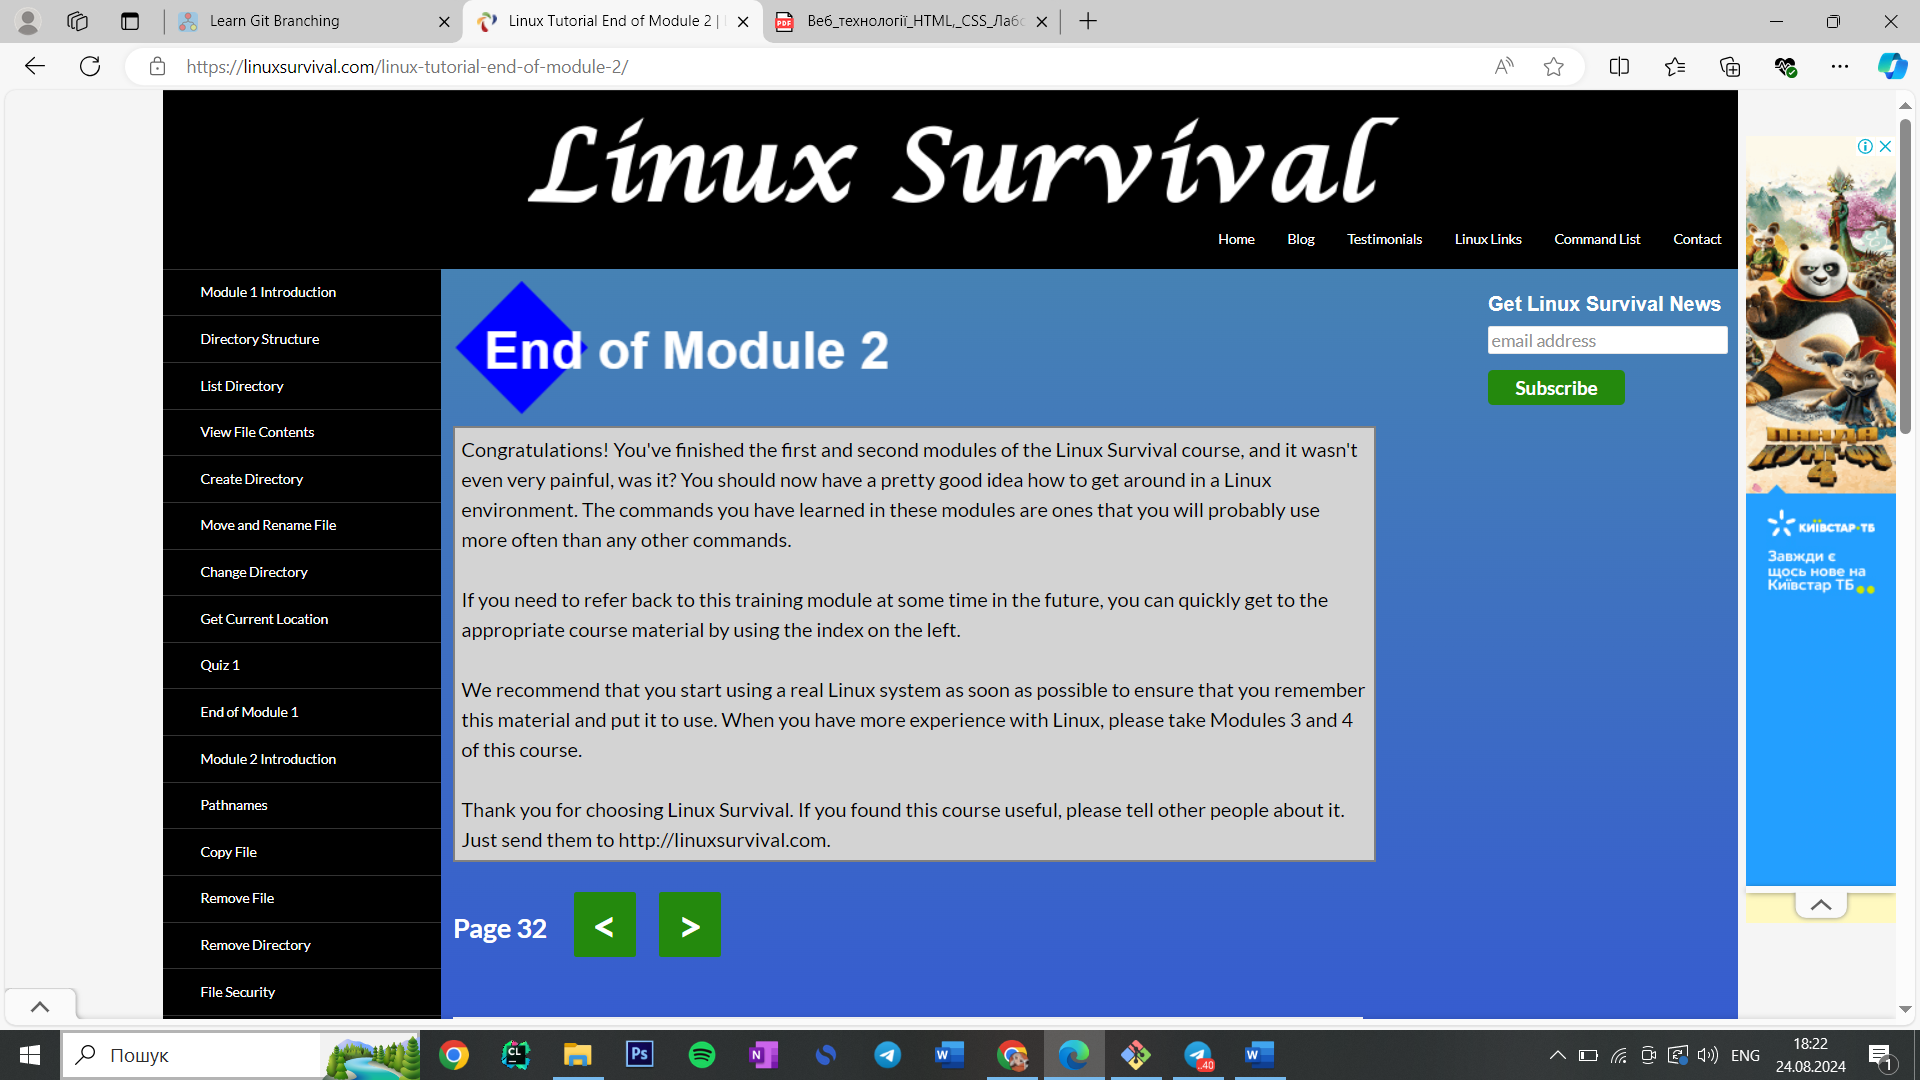 Learn Git Branching
Linux Tutorial End of Module 2 |
Веб_технології_HTML,_CSS_Лабо
https://linuxsurvival.com/linux-tutorial-end-of-module-2/
Linux Survival
Home Blog Testimonials Linux Links Command List Contact
Module 1 Introduction
Directory Structure
List Directory
View File Contents
Create Directory
Move and Rename File
Change Directory
Get Current Location
Quiz 1
End of Module 1
Module 2 Introduction
Pathnames
Copy File
Remove File
Remove Directory
File Security
End of Module 2
Congratulations! You've finished the first and second modules of the Linux Survival course, and it wasn't
even very painful, was it? You should now have a pretty good idea how to get around in a Linux
environment. The commands you have learned in these modules are ones that you will probably use
more often than any other commands.
If you need to refer back to this training module at some time in the future, you can quickly get to the
appropriate course material by using the index on the left.
We recommend that you start using a real Linux system as soon as possible to ensure that you remember
this material and put it to use. When you have more experience with Linux, please take Modules 3 and 4
of this course.
Thank you for choosing Linux Survival. If you found this course useful, please tell other people about it.
Just send them to http://linuxsurvival.com.
Page 32 < >
Get Linux Survival News
email address
Subscribe
ПАНДА
КУНГ-ФУ
4
КИЇВСТАР·ТБ
Завжди є
щось нове на
Київстар ТБ
Пошук
ENG
18:22
24.08.2024
1